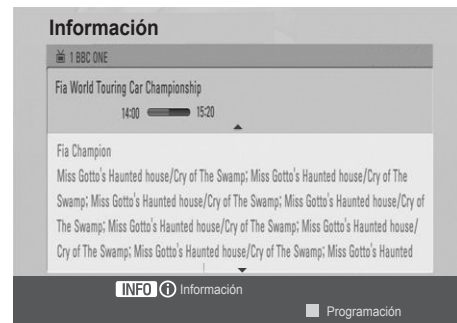 Información
1 BBC ONE
Fia World Touring Car Championship
14:00 15:20
Fia Champion
Miss Gotto's Haunted house/Cry of The Swamp; Miss Gotto's Haunted house/Cry of The
Swamp; Miss Gotto's Haunted house/Cry of The Swamp; Miss Gotto's Haunted house/Cry of
The Swamp; Miss Gotto's Haunted house/Cry of The Swamp; Miss Gotto's Haunted house/
Cry of The Swamp; Miss Gotto's Haunted house/Cry of The Swamp; Miss Gotto's Haunted
INFO i Información
Programación